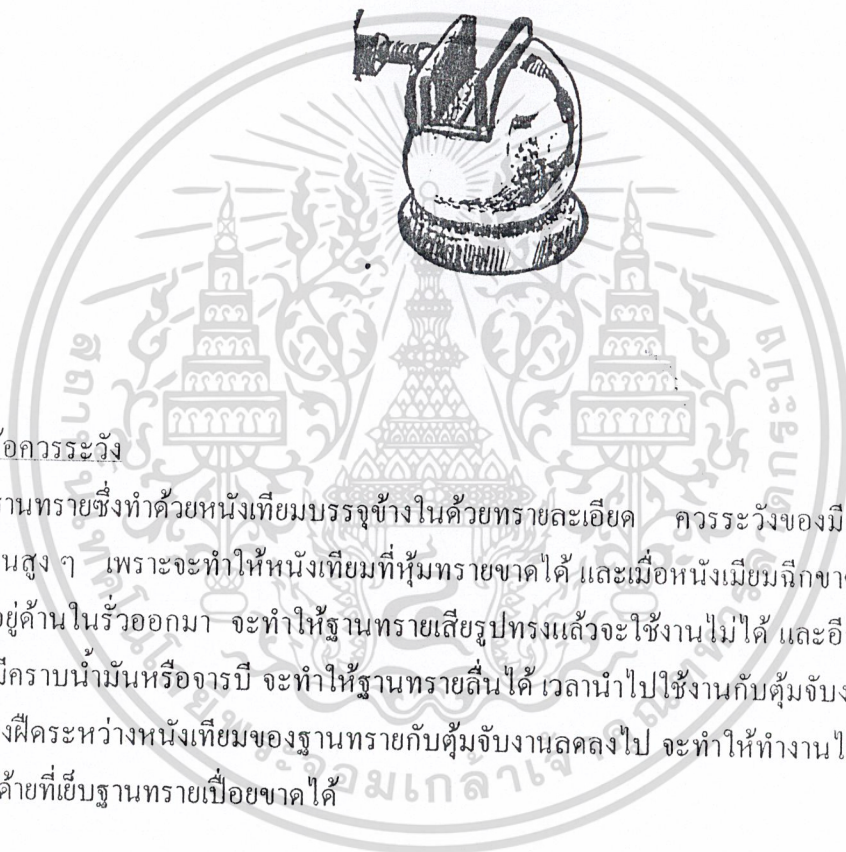 อควรระวัง
รานทรายซึ่งทำด้วยหนังเทียมบรรจุข้างในด้วยทรายละเอียด ควรระวังของมี
นสูง ๆ เพราะจะทำให้หนังเทียมที่หุ้มทรายขาดได้ และเมื่อหนังเมียมฉีกขา
อยู่ด้านในรั่วออกมา จะทำให้ฐานทรายเสียรูปทรงแล้วจะใช้งานไม่ได้ และอี
มีคราบน้ำมันหรือจารบี จะทำให้ฐานทรายลื่นได้ เวลานำไปใช้งานกับตุ้มจับง
งฝืดระหว่างหนังเทียมของฐานทรายกับตุ้มจับงานลดลงไป จะทำให้ทำงานไ
ด้ายที่เย็บฐานทรายเปื่อยขาดได้